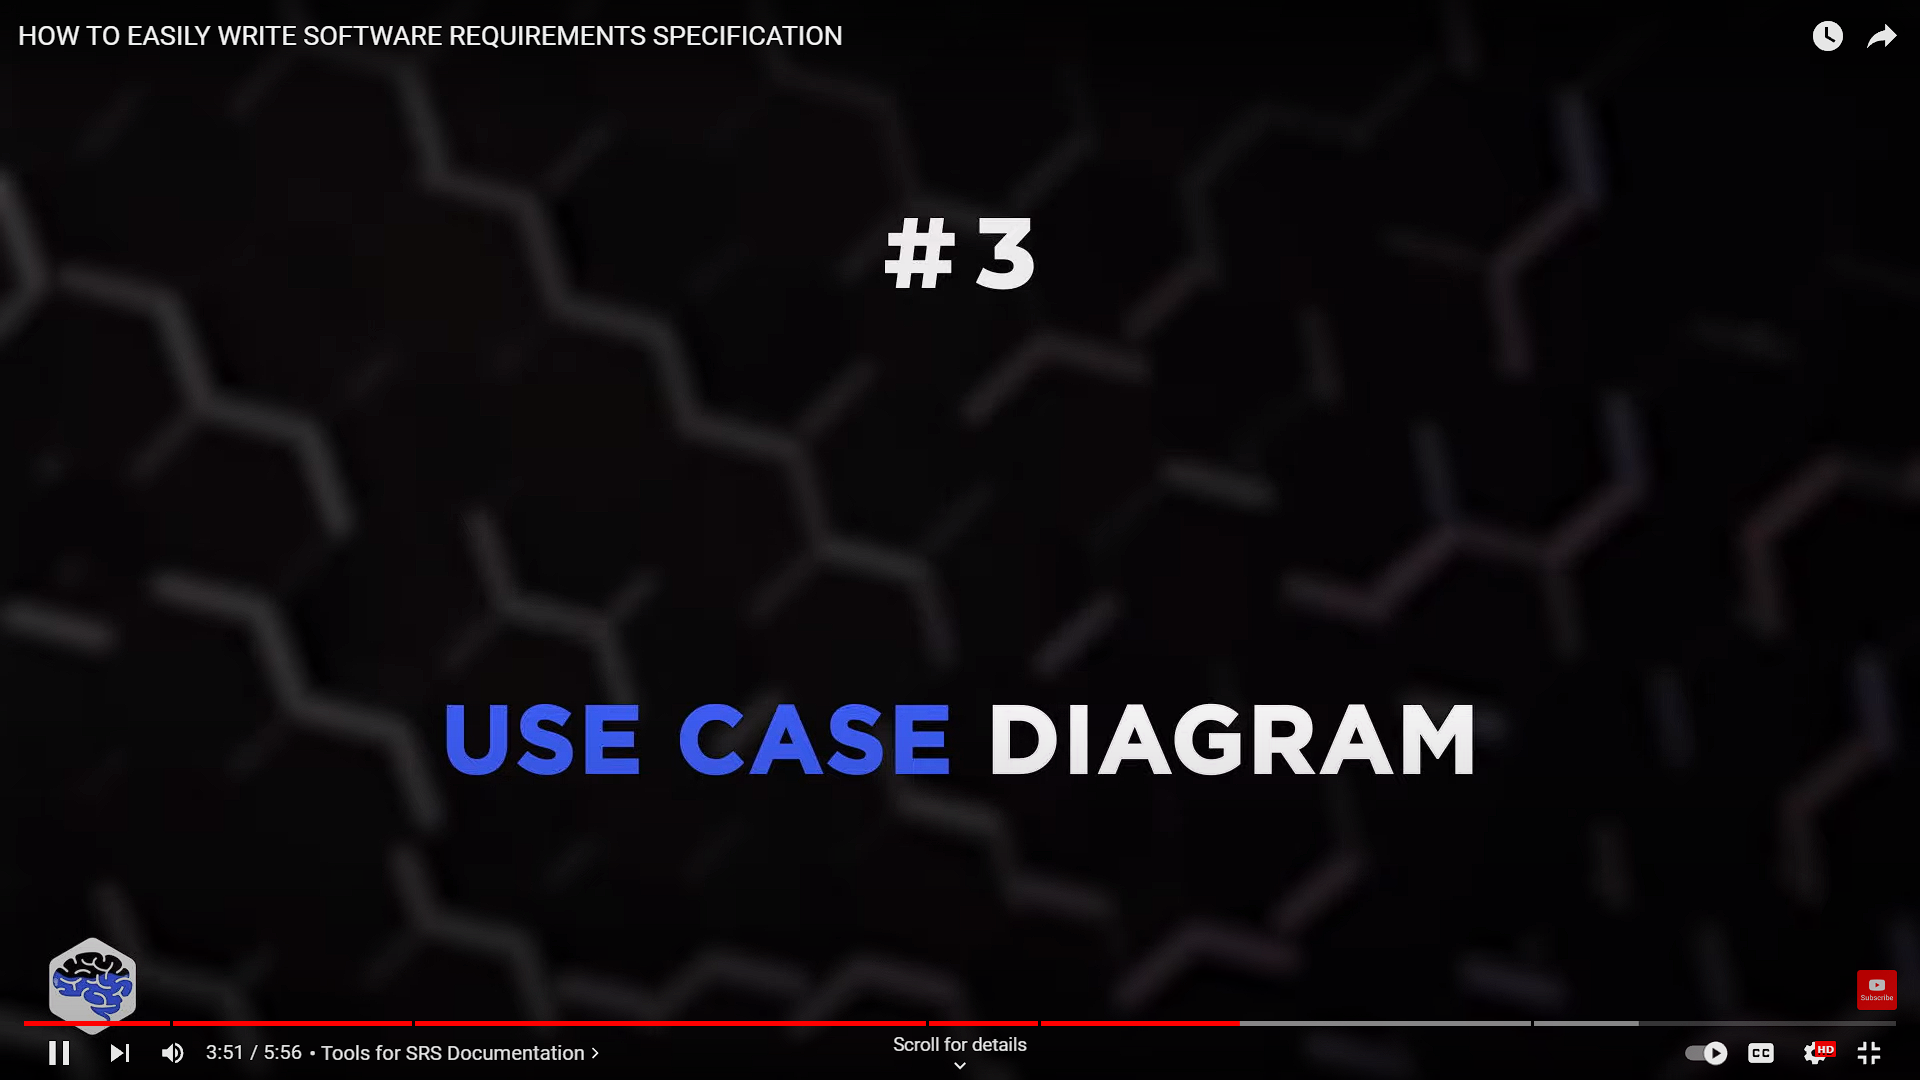 HOW TO EASILY WRITE SOFTWARE REQUIREMENTS SPECIFICATION
# 3
USE CASE DIAGRAM
Subscribe
3:51 / 5:56 • Tools for SRS Documentation >
Scroll for details
CC
HD